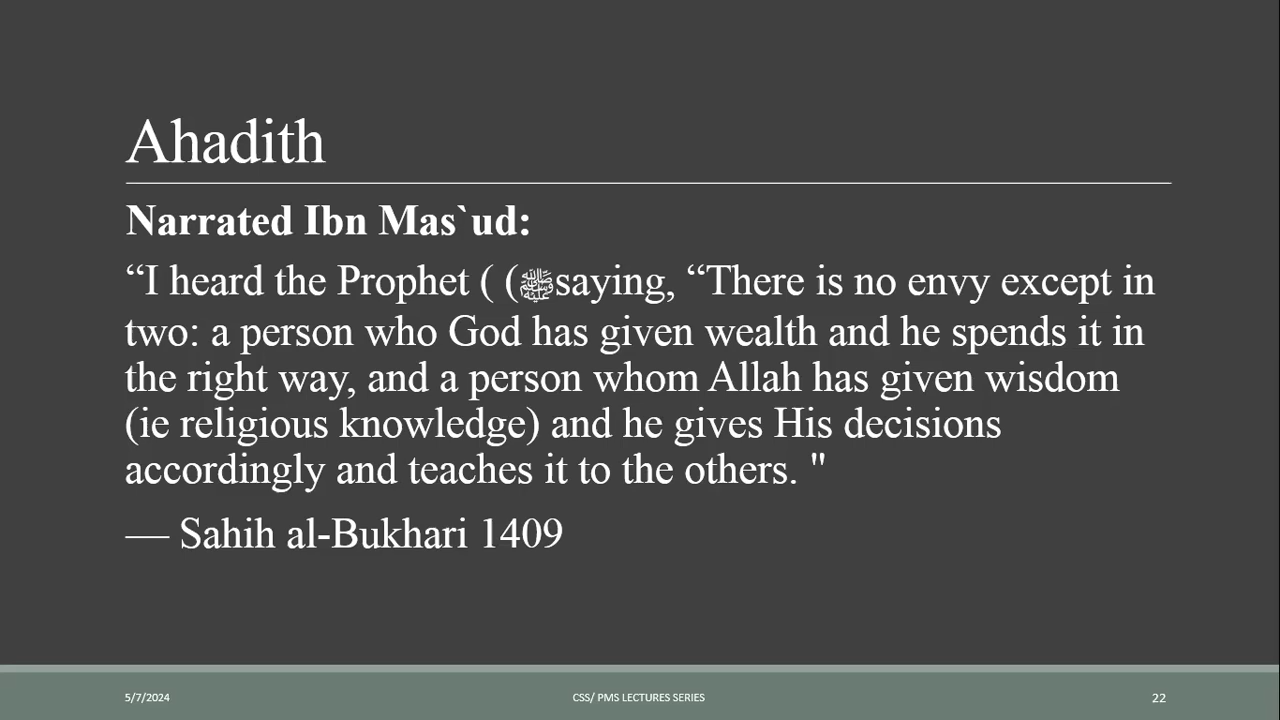 Ahadith
Narrated Ibn Mas`ud:
“I heard the Prophet ( (ﷺsaying, “There is no envy except in
two: a person who God has given wealth and he spends it in
the right way, and a person whom Allah has given wisdom
(ie religious knowledge) and he gives His decisions
accordingly and teaches it to the others. "
— Sahih al-Bukhari 1409
5/7/2024
CSS/ PMS LECTURES SERIES
22